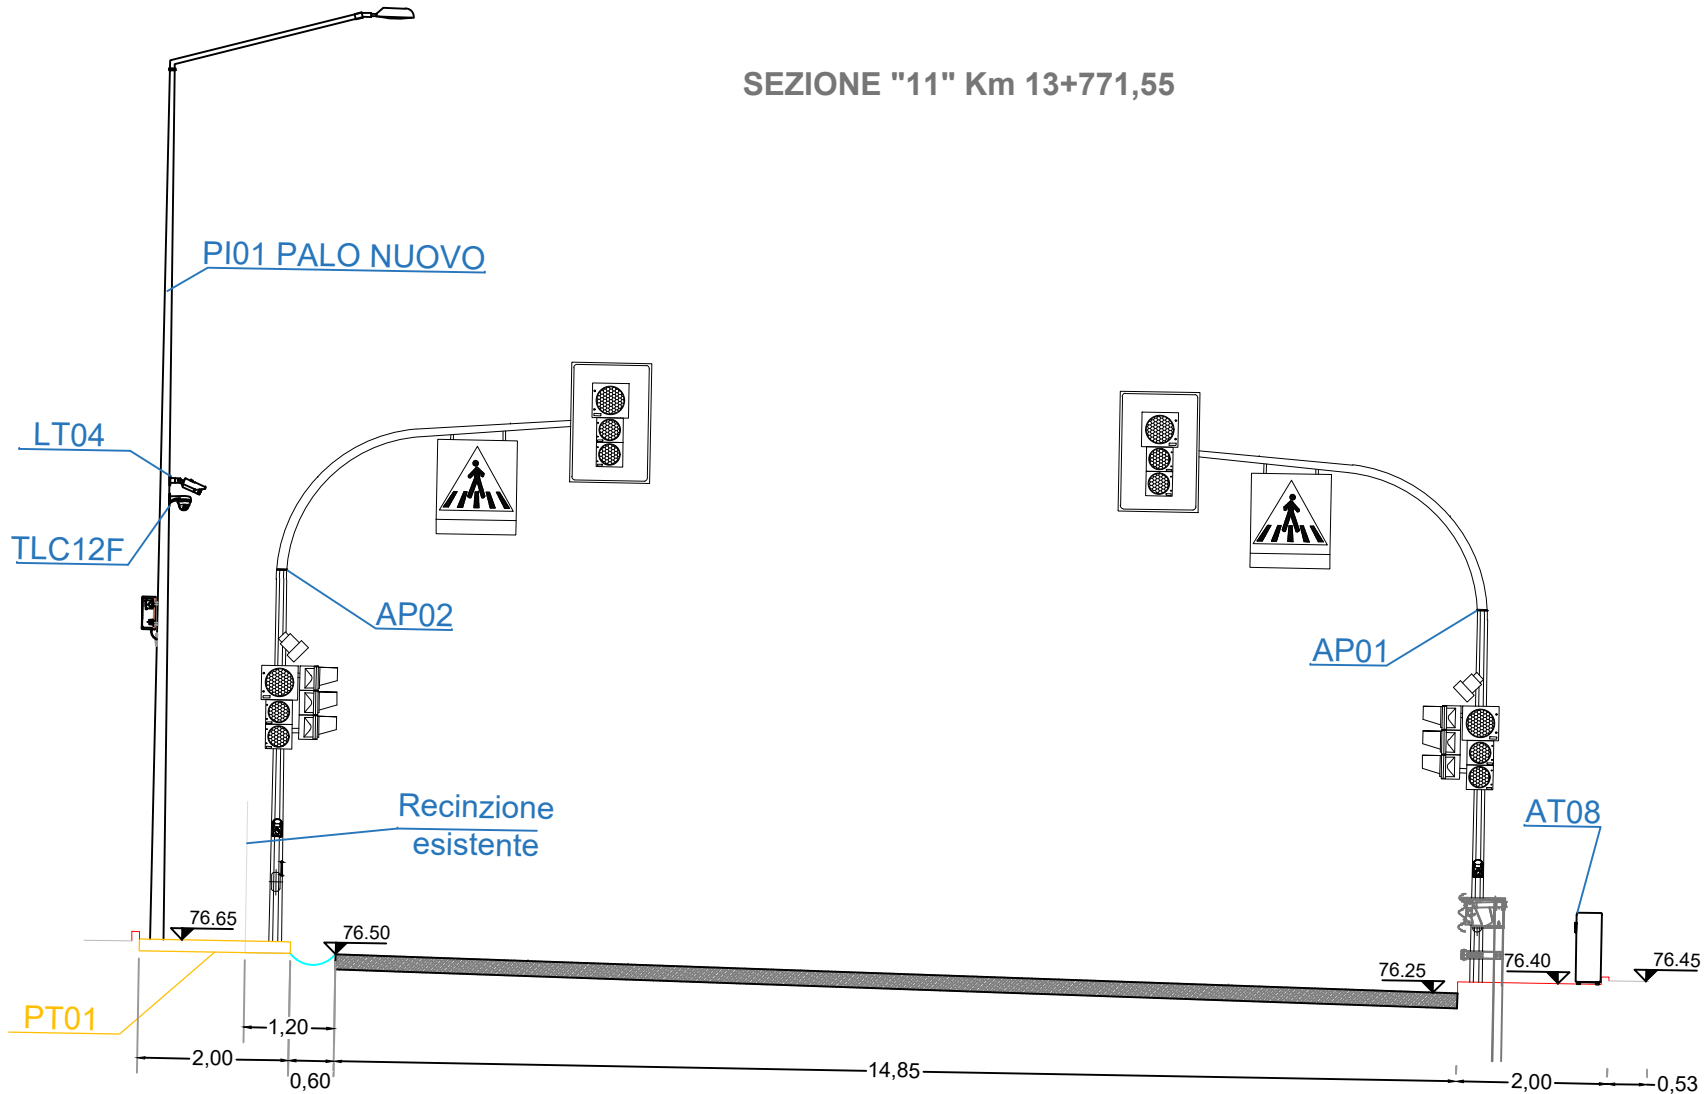 SEZIONE "11" Km 13+771,55
PI01 PALO NUOVO
LT04
TLC12F
AP02
AP01
Recinzione
esistente
AT08
76.65
76.50
76.25
76.40
76.45
PT01
1,20
2,00
0,60
14,85
2,00
0,53